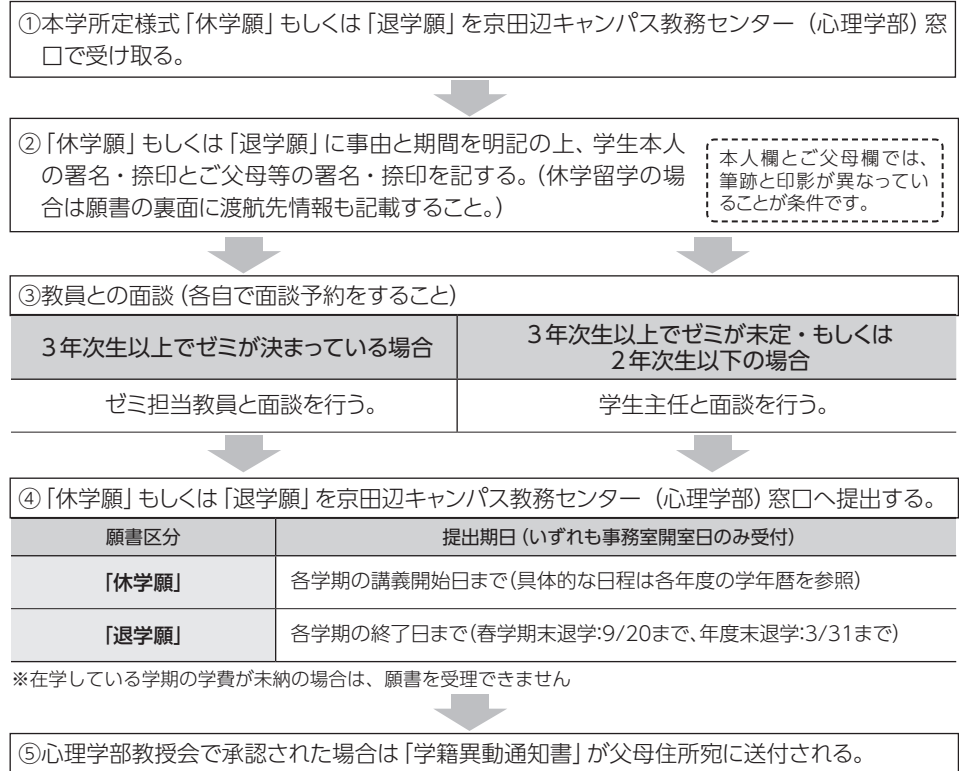 ①本学所定様式「休学願」もしくは「退学願」を京田辺キャンパス教務センター（心理学部）窓
口で受け取る。
②「休学願」もしくは「退学願」に事由と期間を明記の上、学生本人
の署名・捺印とご父母等の署名・捺印を記する。（休学留学の場
合は願書の裏面に渡航先情報も記載すること。）
本人欄とご父母欄では、
筆跡と印影が異なってい
ることが条件です。
③教員との面談（各自で面談予約をすること）
３年次生以上でゼミが決まっている場合
３年次生以上でゼミが未定・もしくは
２年次生以下の場合
ゼミ担当教員と面談を行う。
学生主任と面談を行う。
④「休学願」もしくは「退学願」を京田辺キャンパス教務センター（心理学部）窓口へ提出する。
願書区分
提出期日（いずれも事務室開室日のみ受付）
「休学願」
各学期の講義開始日まで（具体的な日程は各年度の学年暦を参照）
「退学願」
各学期の終了日まで（春学期末退学:9/20まで、年度末退学:3/31まで）
※在学している学期の学費が未納の場合は、願書を受理できません
⑤心理学部教授会で承認された場合は「学籍異動通知書」が父母住所宛に送付される。